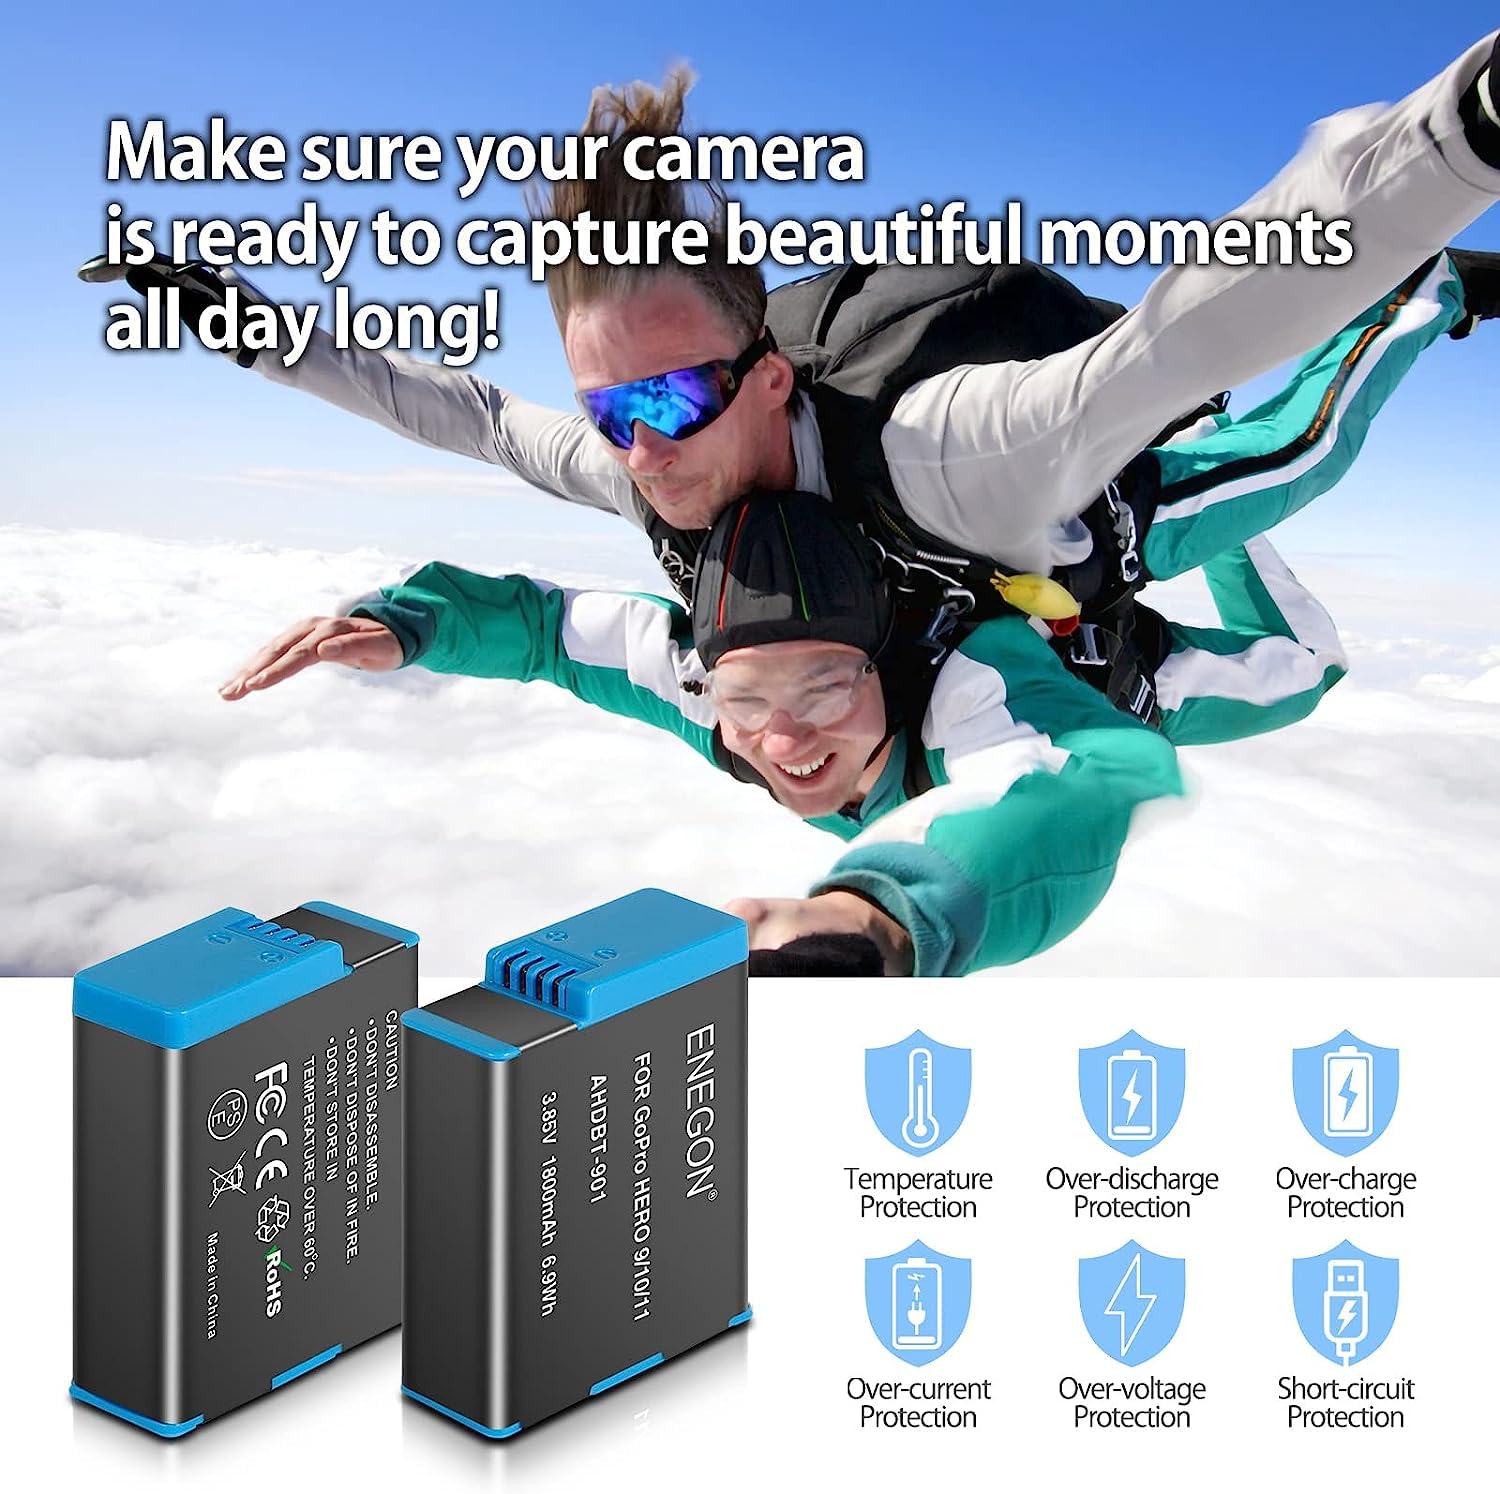 Make sure your camera
is ready to capture beautiful moments
all day long!
CAUTION
• DON'T DISASSEMBLE.
• DON'T DISPOSE OF IN FIRE.
• DON'T STORE IN
TEMPERATURE OVER 60°C.
FC CE RoHS
PS
E
Made in China
ENEGON®
FOR GoPro HERO 9/10/11
AHDBT-901
3.85V 1800mAh 6.9Wh
Temperature
Protection
Over-discharge
Protection
Over-charge
Protection
Over-current
Protection
Over-voltage
Protection
Short-circuit
Protection